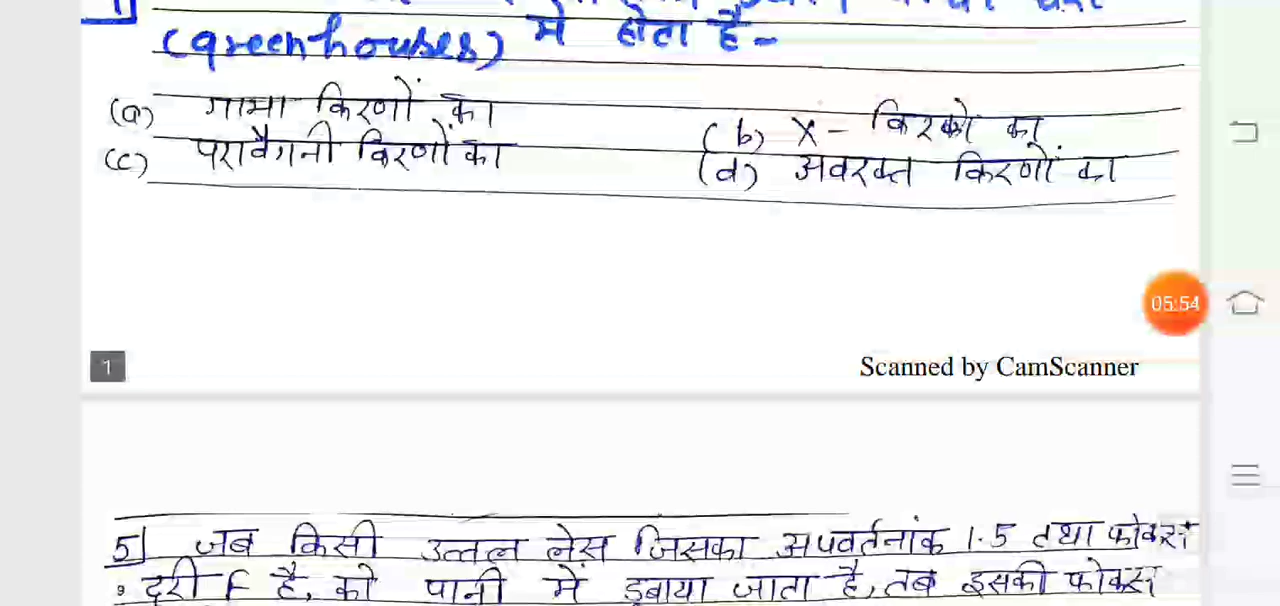 (greenhouses) में होता है -
(a) गामा किरणों का
(b) X - किरणो का
(c) परावैगनी किरणों का
(d) अवरक्त किरणों का
05:54
1
Scanned by CamScanner
5 जब किसी उत्तल लेंस जिसका अपवर्तनांक 1.5 तथा फोकस
दूरी F है, को पानी में डुबाया जाता है, तब इसकी फोकस